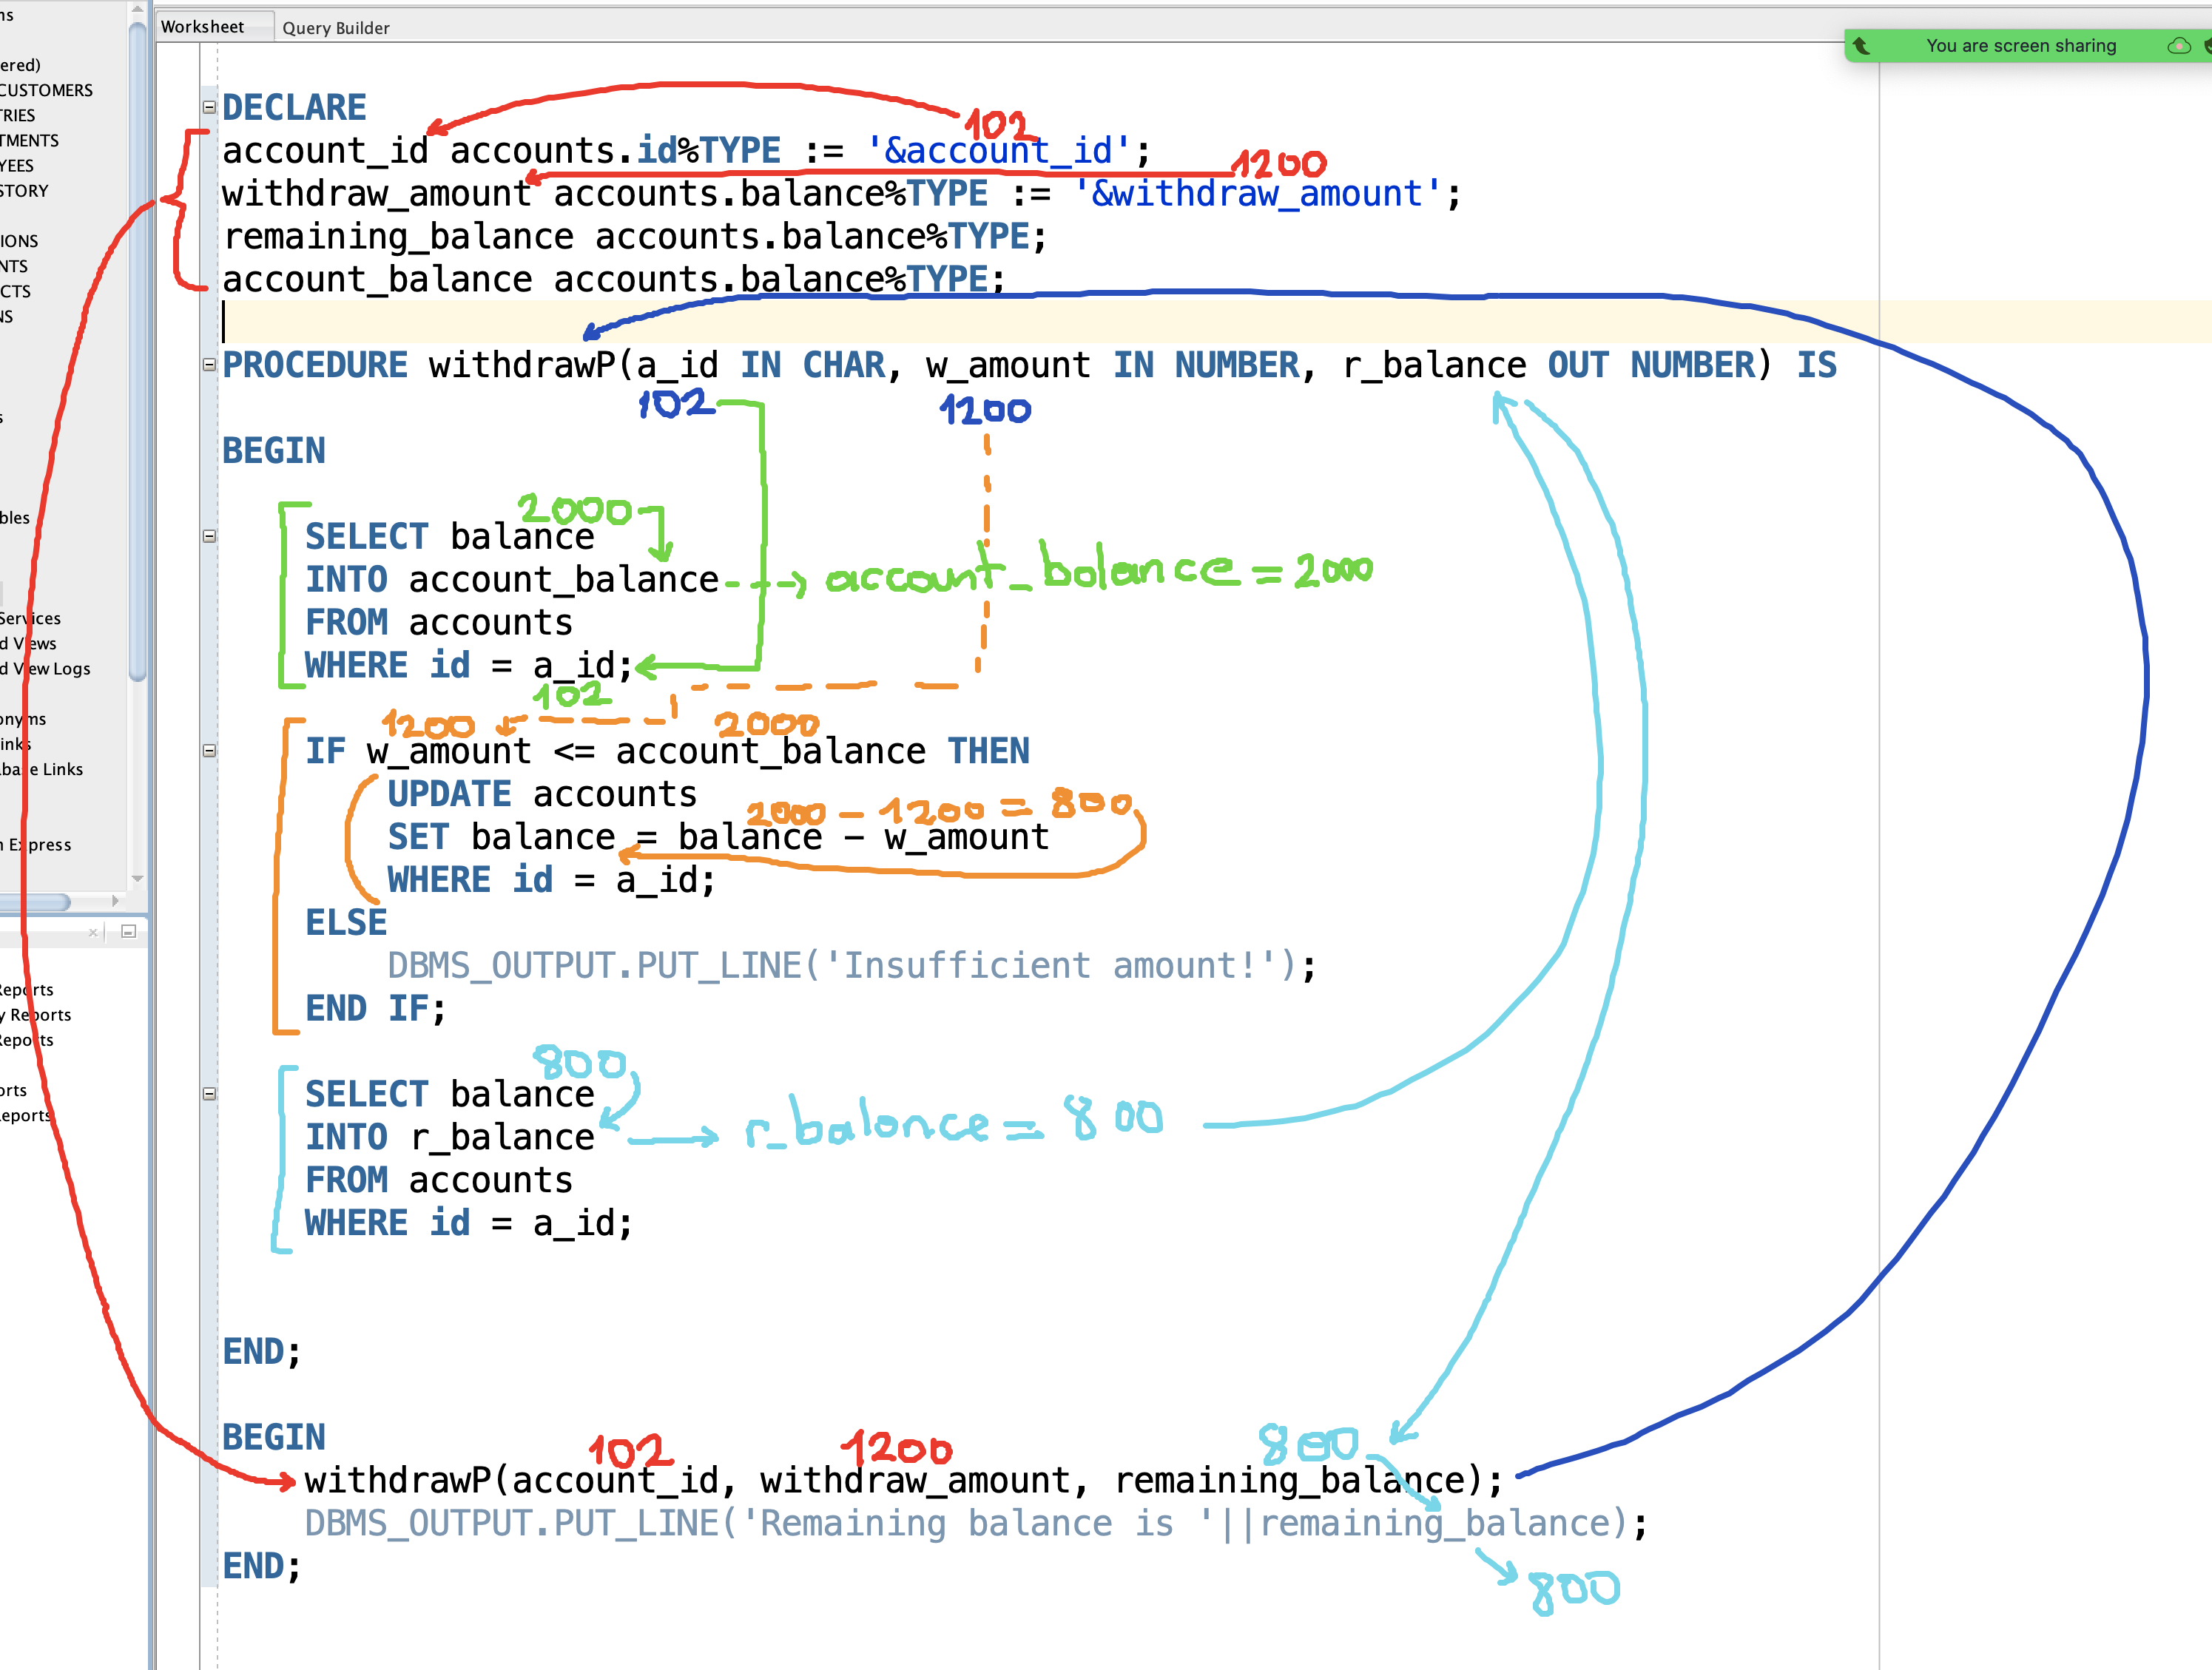 Worksheet Query Builder
You are screen sharing
ns
ered)
CUSTOMERS
TRIES
TMENTS
YEES
STORY
IONS
NTS
CTS
NS
s
bles
Services
d Views
d View Logs
onyms
inks
base Links
n Express
Reports
y Reports
Reports
orts
Reports
DECLARE
102
account_id accounts.id%TYPE := '&account_id';
1200
withdraw_amount accounts.balance%TYPE := '&withdraw_amount';
remaining_balance accounts.balance%TYPE;
account_balance accounts.balance%TYPE;
PROCEDURE withdrawP(a_id IN CHAR, w_amount IN NUMBER, r_balance OUT NUMBER) IS
102 1200
BEGIN
2000
SELECT balance
INTO account_balance account_balance = 2000
FROM accounts
WHERE id = a_id;
102
1200 2000
IF w_amount <= account_balance THEN
UPDATE accounts
2000 - 1200 = 800
SET balance = balance - w_amount
WHERE id = a_id;
ELSE
DBMS_OUTPUT.PUT_LINE('Insufficient amount!');
END IF;
800
SELECT balance
INTO r_balance r_balance = 800
FROM accounts
WHERE id = a_id;
END;
BEGIN
102 1200 800
withdrawP(account_id, withdraw_amount, remaining_balance);
DBMS_OUTPUT.PUT_LINE('Remaining balance is '||remaining_balance);
END;
800